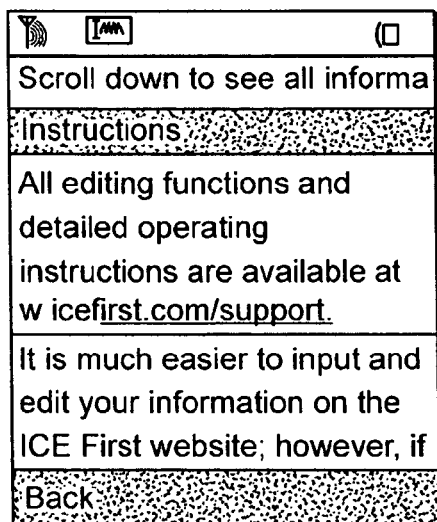 Scroll down to see all informa
Instructions
All editing functions and
detailed operating
instructions are available at
w icefirst.com/support.
It is much easier to input and
edit your information on the
ICE First website; however, if
Back